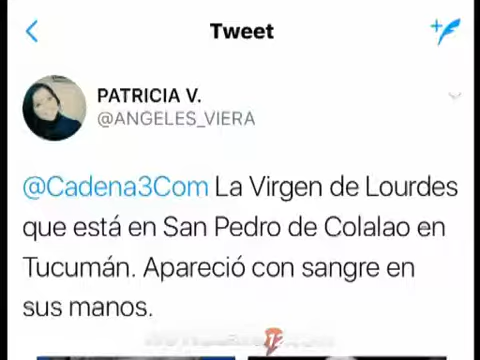 Tweet
PATRICIA V.
@ANGELES_VIERA
@Cadena3Com La Virgen de Lourdes
que está en San Pedro de Colalao en
Tucumán. Apareció con sangre en
sus manos.